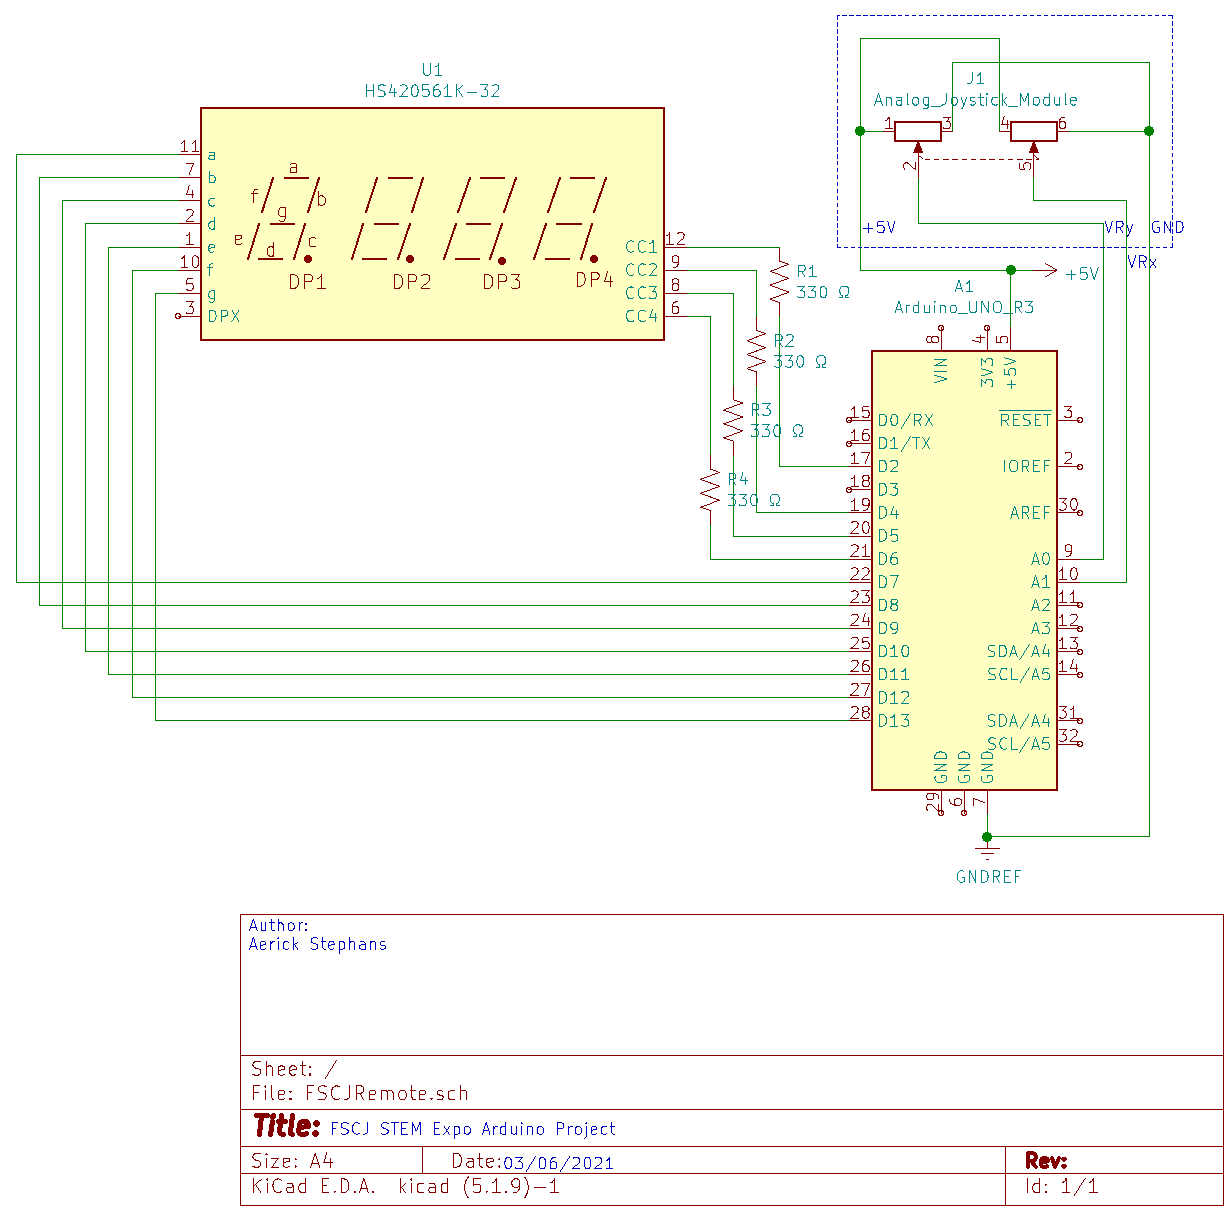 U1
HS420561K-32
J1
Analog_Joystick_Module
1 3 4 6
2 5
+5V VRy GND
VRx
+5V
11 a
7 b
4 c
2 d
1 e
10 f
5 g
3 DPX
a
f b
g
e d c
DP1 DP2 DP3 DP4
CC1 12
CC2 9
CC3 8
CC4 6
R1
330 Ω
R2
330 Ω
R3
330 Ω
R4
330 Ω
A1
Arduino_UNO_R3
8 4 5
VIN 3V3 +5V
15 D0/RX
16 D1/TX
17 D2
18 D3
19 D4
20 D5
21 D6
22 D7
23 D8
24 D9
25 D10
26 D11
27 D12
28 D13
RESET 3
IOREF 2
AREF 30
A0 9
A1 10
A2 11
A3 12
SDA/A4 13
SCL/A5 14
SDA/A4 31
SCL/A5 32
GND GND GND
29 6 7
GNDREF
Author:
Aerick Stephans
Sheet: /
File: FSCJRemote.sch
Title: FSCJ STEM Expo Arduino Project
Size: A4 Date:03/06/2021 Rev:
KiCad E.D.A. kicad (5.1.9)-1 Id: 1/1